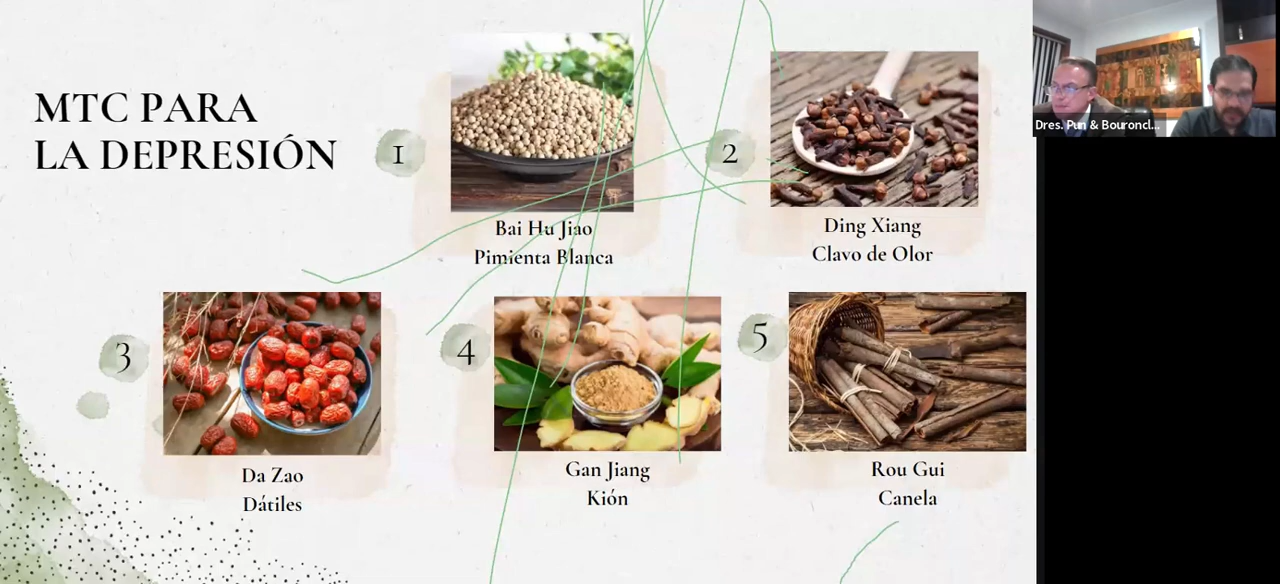 MTC PARA
LA DEPRESIÓN
1
Bai Hu Jiao
Pimienta Blanca
2
Ding Xiang
Clavo de Olor
3
Da Zao
Dátiles
4
Gan Jiang
Kión
5
Rou Gui
Canela
Dres. Pun & Bouroncl...